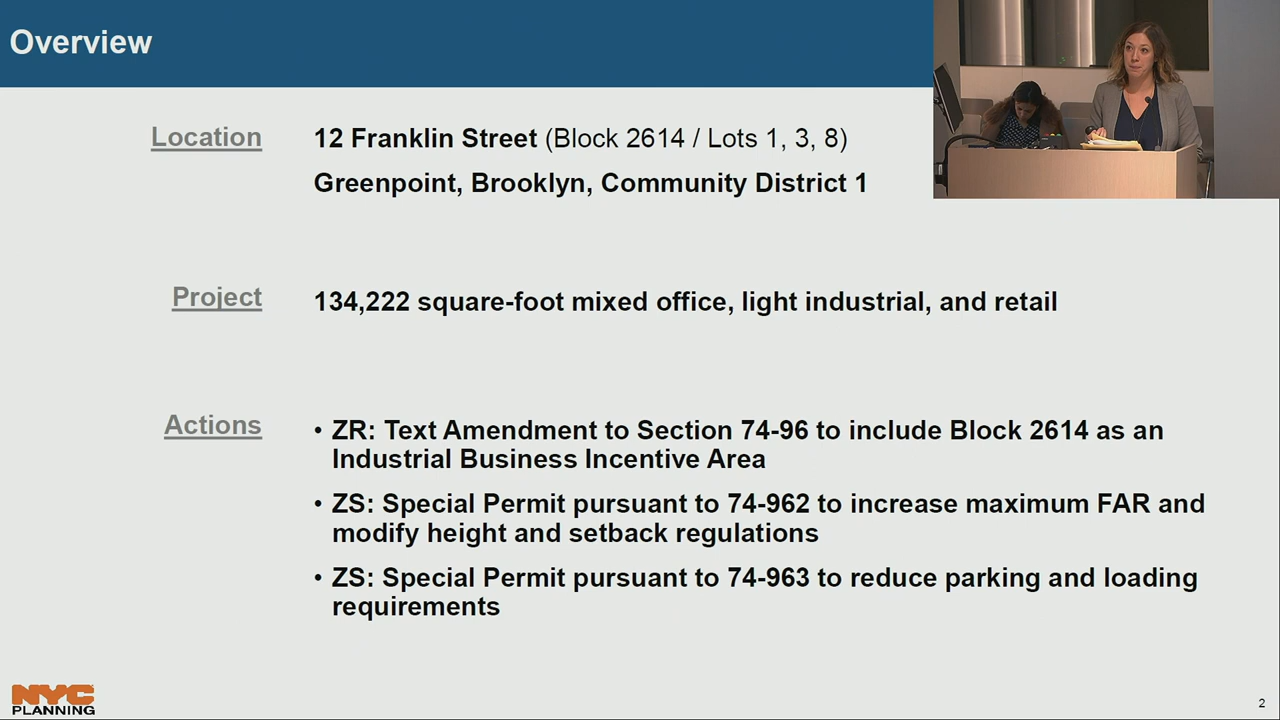 Overview
Location
12 Franklin Street (Block 2614 / Lots 1, 3, 8)
Greenpoint, Brooklyn, Community District 1
Project
134,222 square-foot mixed office, light industrial, and retail
Actions
• ZR: Text Amendment to Section 74-96 to include Block 2614 as an
Industrial Business Incentive Area
• ZS: Special Permit pursuant to 74-962 to increase maximum FAR and
modify height and setback regulations
• ZS: Special Permit pursuant to 74-963 to reduce parking and loading
requirements
NYC
PLANNING
2